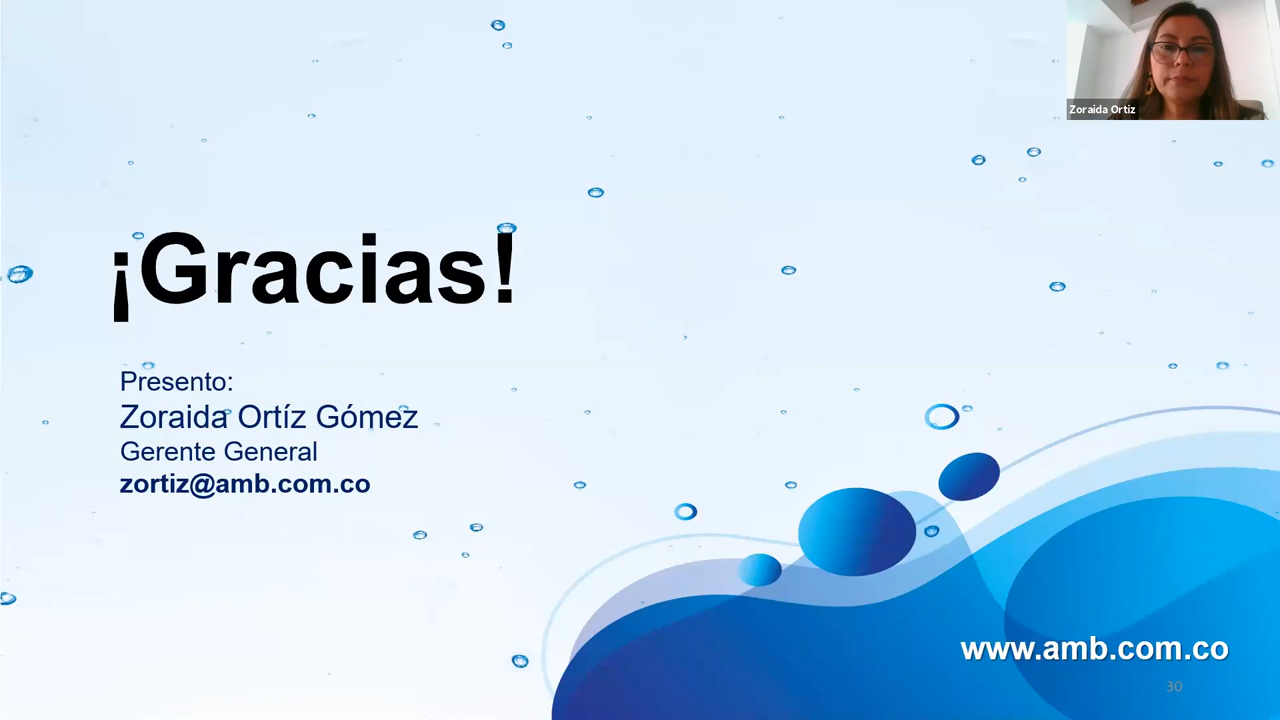 Zoraida Ortiz
¡Gracias!
Presento:
Zoraida Ortíz Gómez
Gerente General
zortiz@amb.com.co
www.amb.com.co
30